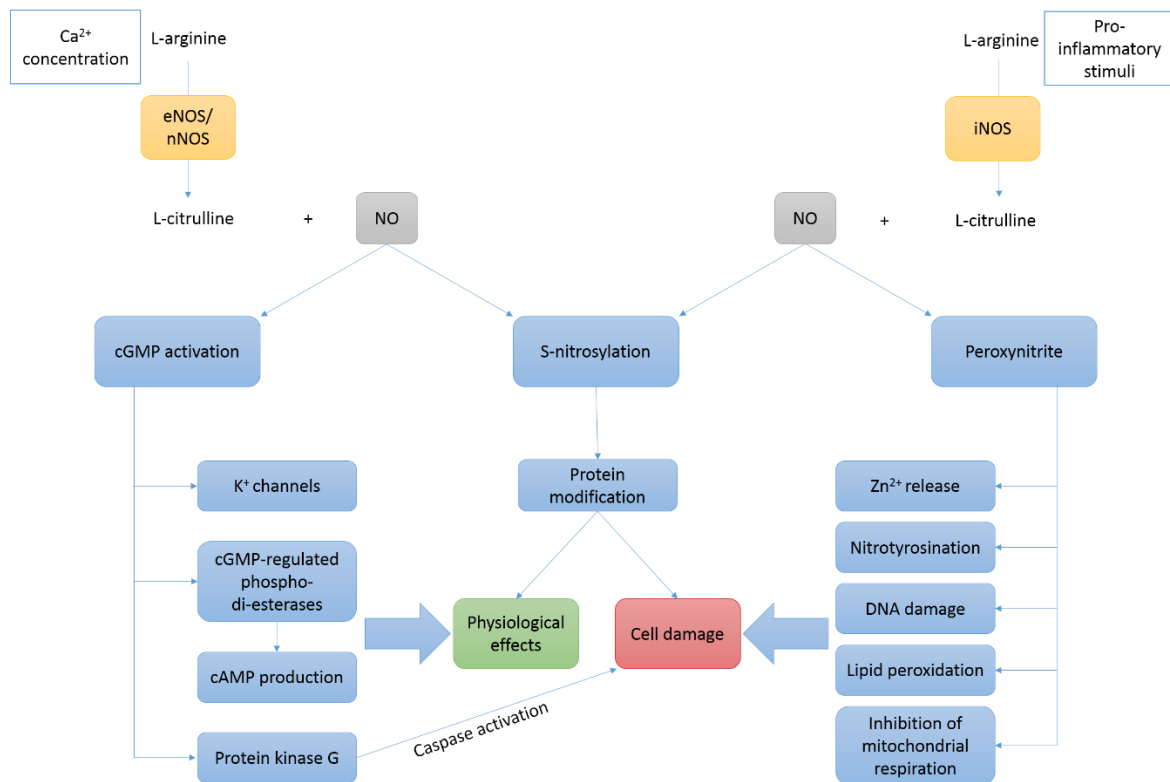 Ca²⁺
concentration
L-arginine
eNOS/
nNOS
L-citrulline
+
NO
L-arginine
Pro-
inflammatory
stimuli
iNOS
NO
+
L-citrulline
cGMP activation
S-nitrosylation
Peroxynitrite
K⁺ channels
cGMP-regulated
phospho-
di-esterases
cAMP production
Protein kinase G
Caspase activation
Protein
modification
Physiological
effects
Cell damage
Zn²⁺ release
Nitrotyrosination
DNA damage
Lipid peroxidation
Inhibition of
mitochondrial
respiration